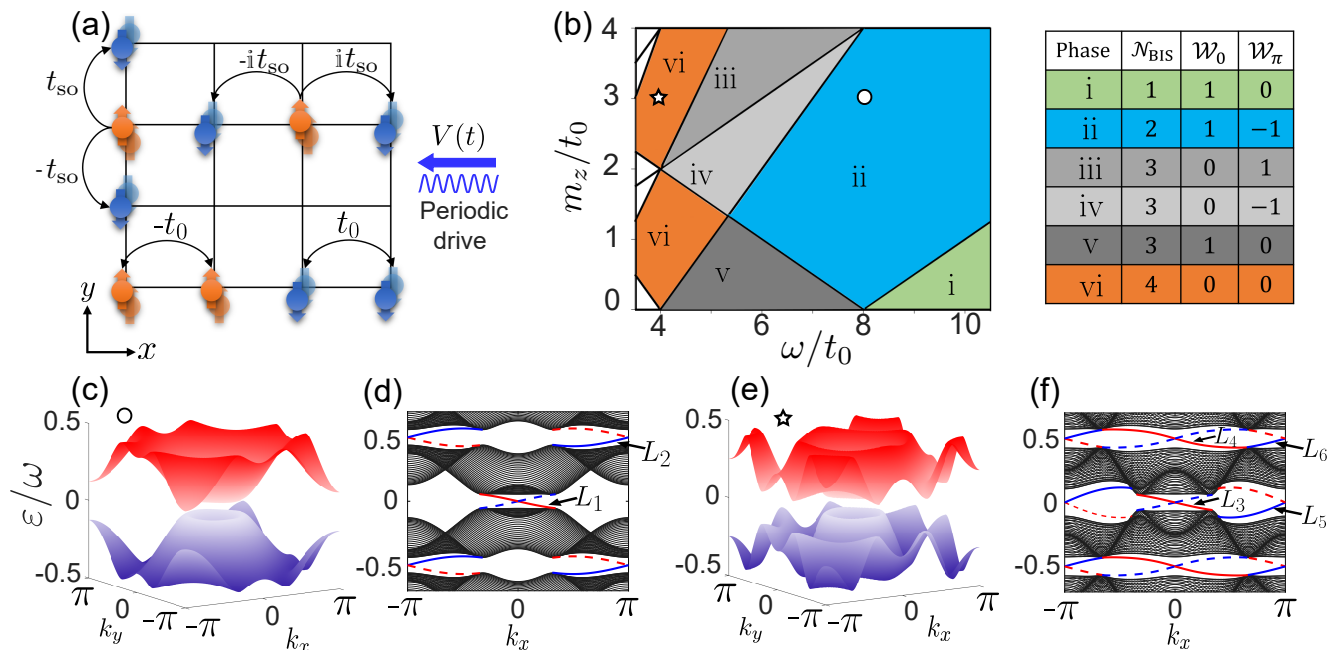 (a)
t_so
-t_so
-𝕚t_so
𝕚t_so
-t_0
t_0
y
x
V(t)
Periodic
drive
(b)
m_z/t_0
4
3
2
1
0
4
6
8
10
ω/t_0
vi
iii
iv
ii
vi
v
i
Phase N_BIS W_0 W_π
i 1 1 0
ii 2 1 −1
iii 3 0 1
iv 3 0 −1
v 3 1 0
vi 4 0 0
(c)
ε/ω
0.5
0
-0.5
π
0
-π
k_y
-π
0
π
k_x
(d)
0.5
0
-0.5
L_2
L_1
-π
0
π
k_x
(e)
0.5
0
-0.5
π
0
-π
k_y
-π
0
π
k_x
(f)
0.5
0
-0.5
L_4
L_6
L_3
L_5
-π
0
π
k_x